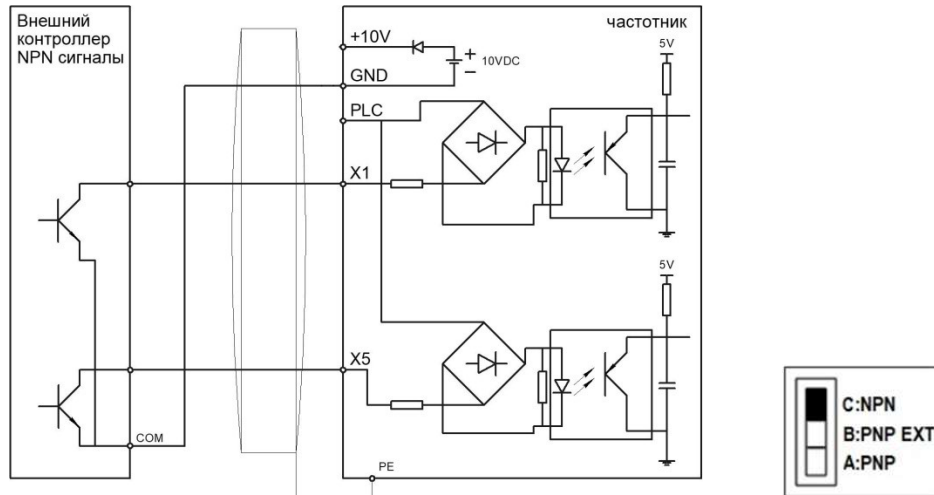 Внешний
контроллер
NPN сигналы
частотник
+10V
+
10VDC
−
GND
PLC
X1
X5
COM
PE
5V
5V
C:NPN
B:PNP EXT
A:PNP